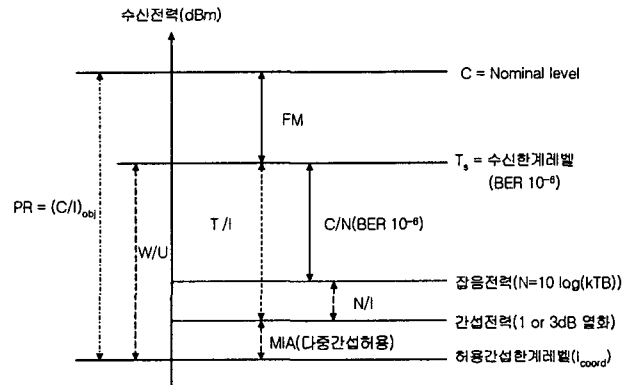 수신전력(dBm)
C = Nominal level
FM
Ts = 수신한계레벨
(BER 10⁻⁶)
PR = (C/I)obj
W/U
T/I
C/N(BER 10⁻⁶)
잡음전력(N=10 log(kTB))
N/I
간섭전력(1 or 3dB 열화)
MIA(다중간섭허용)
허용간섭한계레벨(Icoord)